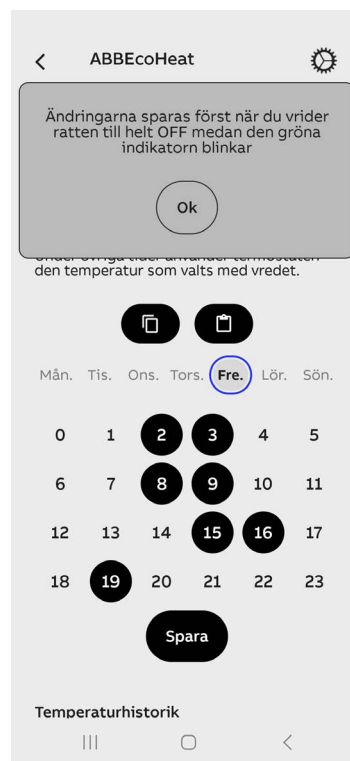 ABBEcoHeat
Ändringarna sparas först när du vrider
ratten till helt OFF medan den gröna
indikatorn blinkar
Ok
den temperatur som valts med vredet.
Mån. Tis. Ons. Tors. Fre. Lör. Sön.
0 1 2 3 4 5
6 7 8 9 10 11
12 13 14 15 16 17
18 19 20 21 22 23
Spara
Temperaturhistorik